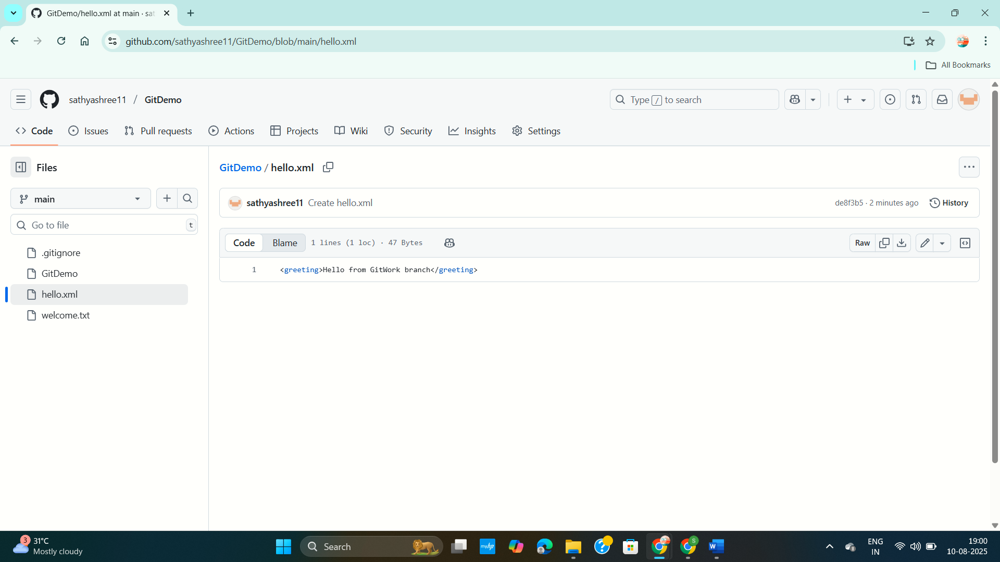 GitDemo/hello.xml at main · sat
github.com/sathyashree11/GitDemo/blob/main/hello.xml
All Bookmarks
sathyashree11 / GitDemo
Type / to search
Code Issues Pull requests Actions Projects Wiki Security Insights Settings
Files
GitDemo / hello.xml
main
sathyashree11 Create hello.xml
de8f3b5 · 2 minutes ago
History
Go to file
t
Code Blame 1 lines (1 loc) · 47 Bytes
Raw
.gitignore
1 <greeting>Hello from GitWork branch</greeting>
GitDemo
hello.xml
welcome.txt
3
31°C
Mostly cloudy
Search
myhp
S
W
ENG
IN
19:00
10-08-2025